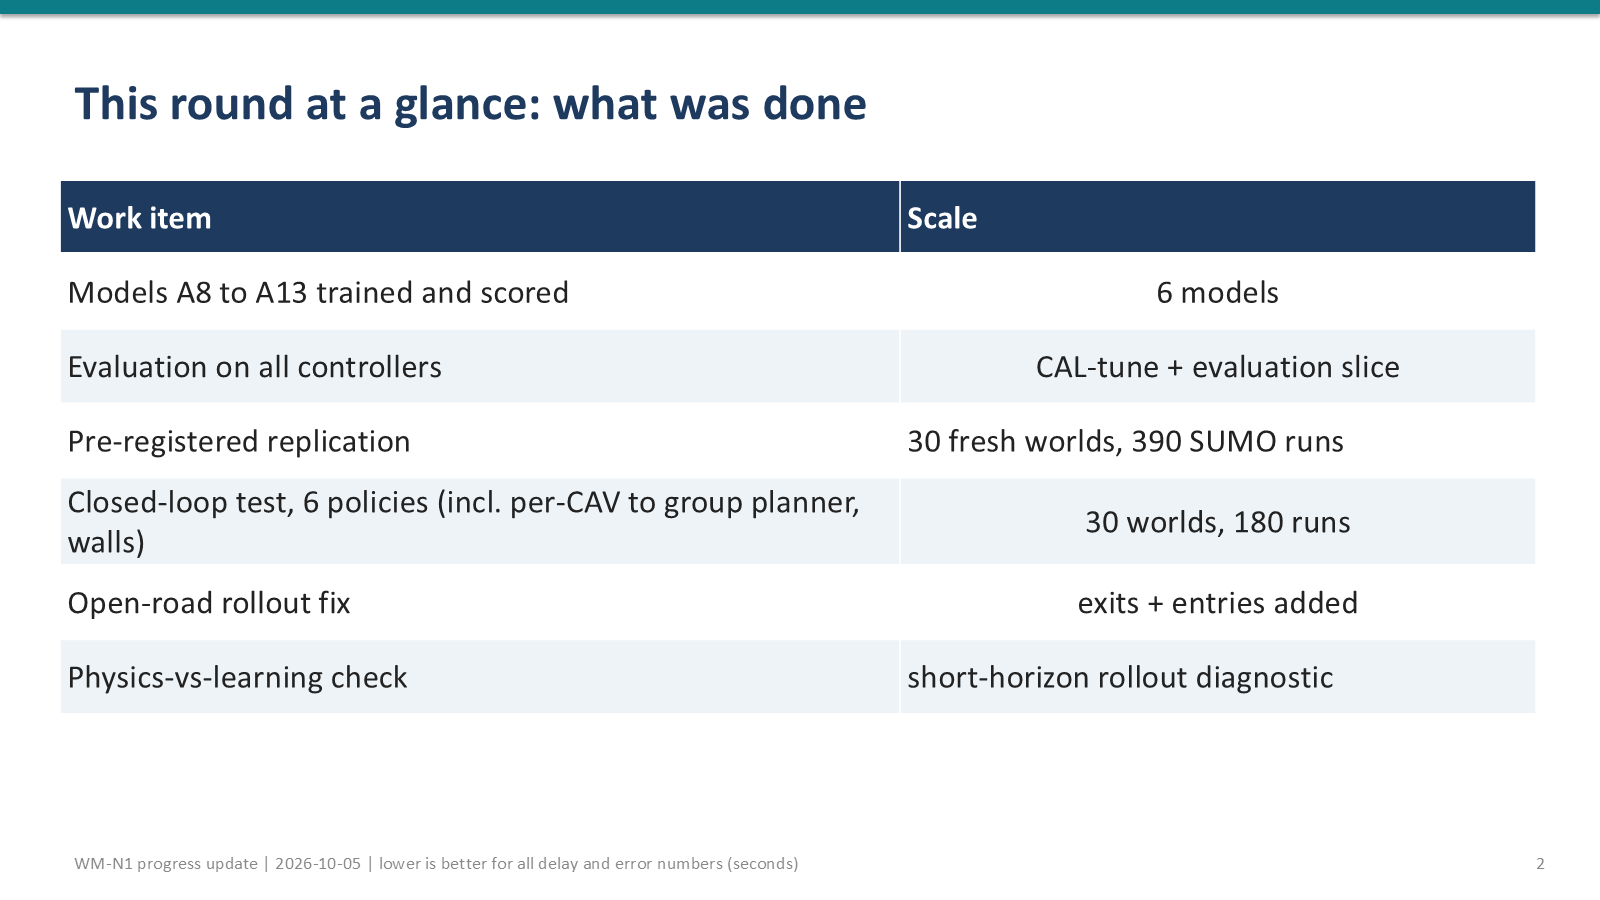 This round at a glance: what was done
Work item
Scale
Models A8 to A13 trained and scored
6 models
Evaluation on all controllers
CAL-tune + evaluation slice
Pre-registered replication
30 fresh worlds, 390 SUMO runs
Closed-loop test, 6 policies (incl. per-CAV to group planner,
walls)
30 worlds, 180 runs
Open-road rollout fix
exits + entries added
Physics-vs-learning check
short-horizon rollout diagnostic
WM-N1 progress update | 2026-10-05 | lower is better for all delay and error numbers (seconds)
2